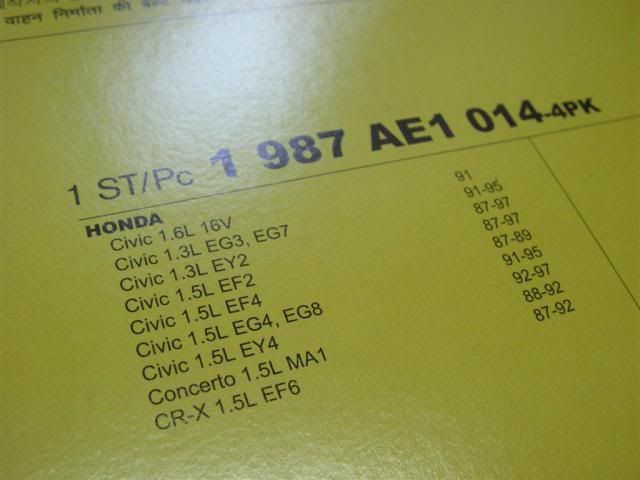 वाहन निर्माता की बेल्ट
1 ST/Pc 1 987 AE1 014-4PK
HONDA
Civic 1.6L 16V 91
Civic 1.3L EG3, EG7 91-95
Civic 1.3L EY2 87-97
Civic 1.5L EF2 87-97
Civic 1.5L EF4 87-89
Civic 1.5L EG4, EG8 91-95
Civic 1.5L EY4 92-97
Concerto 1.5L MA1 88-92
CR-X 1.5L EF6 87-92